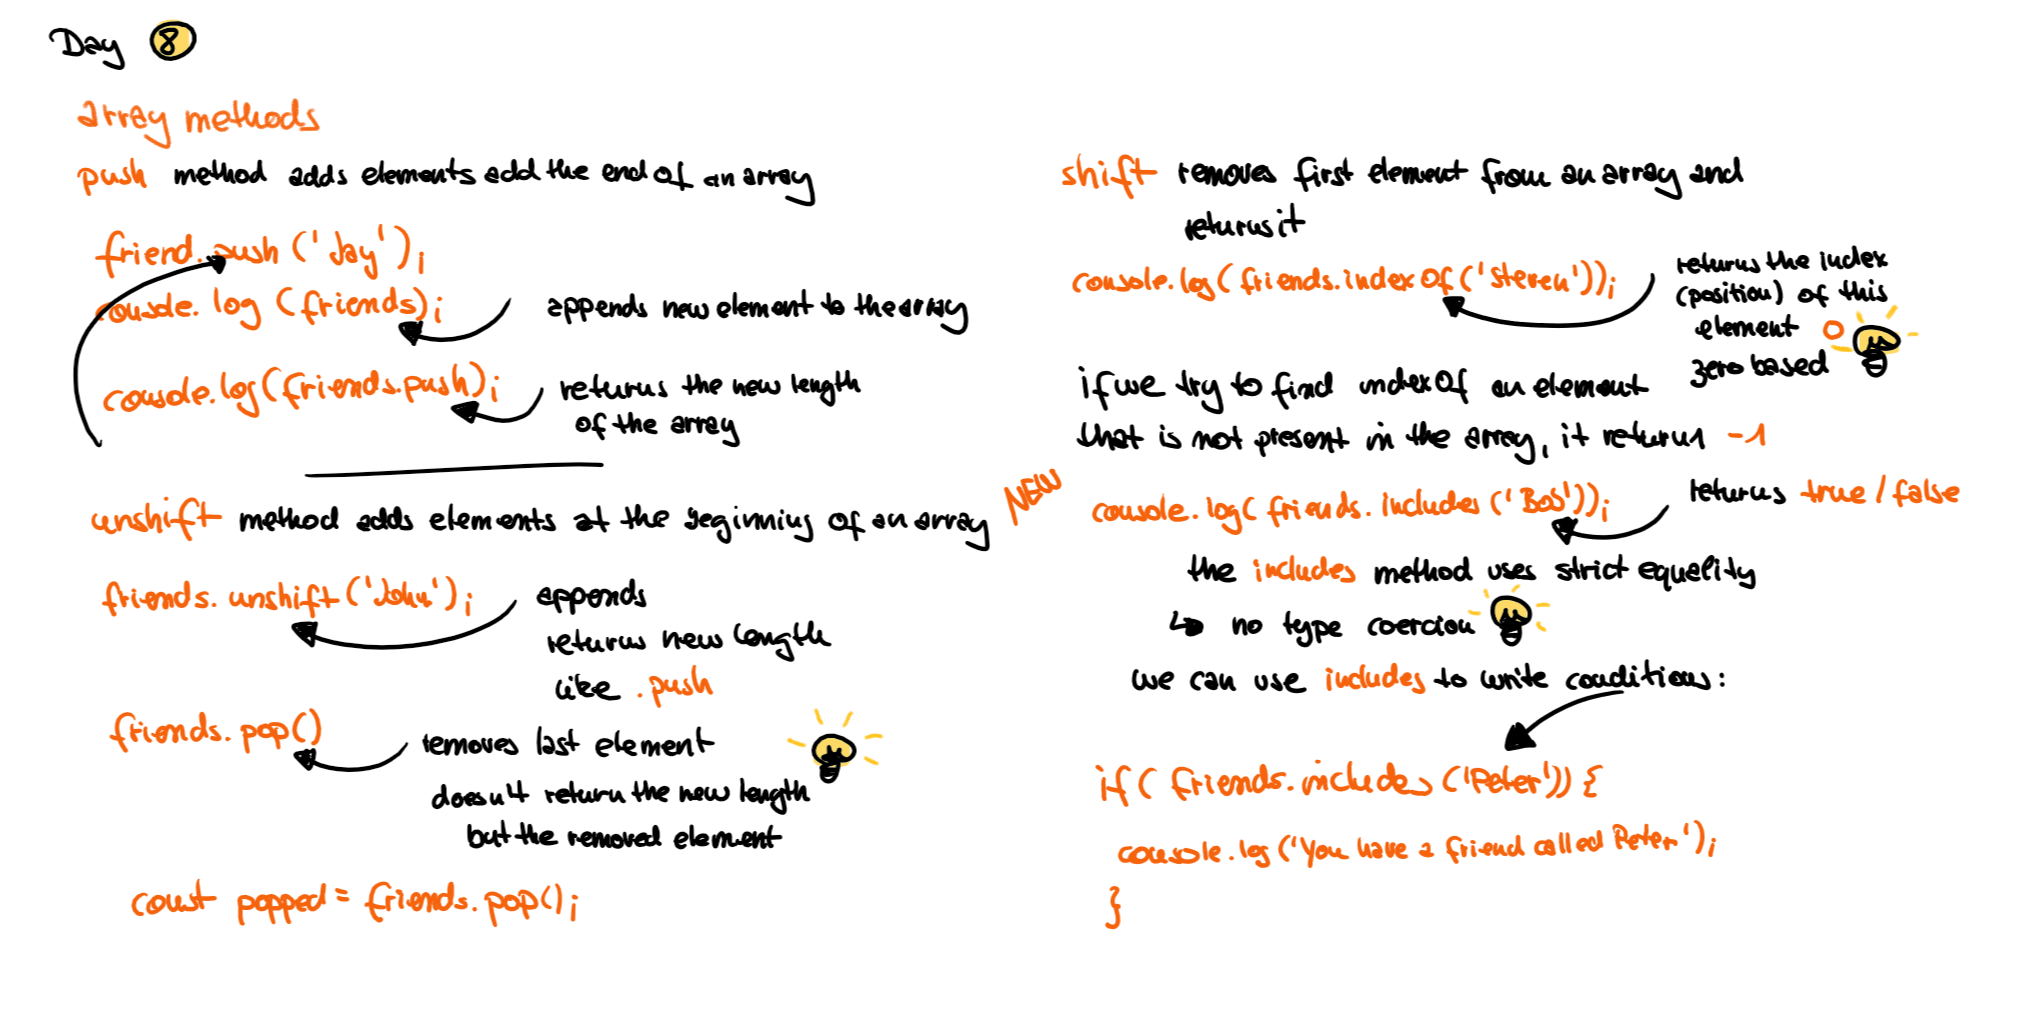 Day 8
array methods
push method adds elements add the end of an array
friend.push ('Jay');
console.log (friends);
appends new element to the array
console.log(friends.push);
returns the new length
of the array
unshift method adds elements at the beginning of an array
friends.unshift('John');
appends
returns new length
like .push
friends.pop()
removes last element
doesn't return the new length
but the removed element
const popped = friends.pop();
shift removes first element from an array and
returns it
console.log(friends.indexOf('Steven'));
returns the index
(position) of this
element 0
zero based
if we try to find indexOf an element
that is not present in the array, it return -1
NEW
console.log(friends.includes('Bob'));
returns true/false
the includes method uses strict equality
↳ no type coercion
we can use includes to write conditions:
if( friends.includes('Peter')) {
console.log('You have a friend called Peter');
}